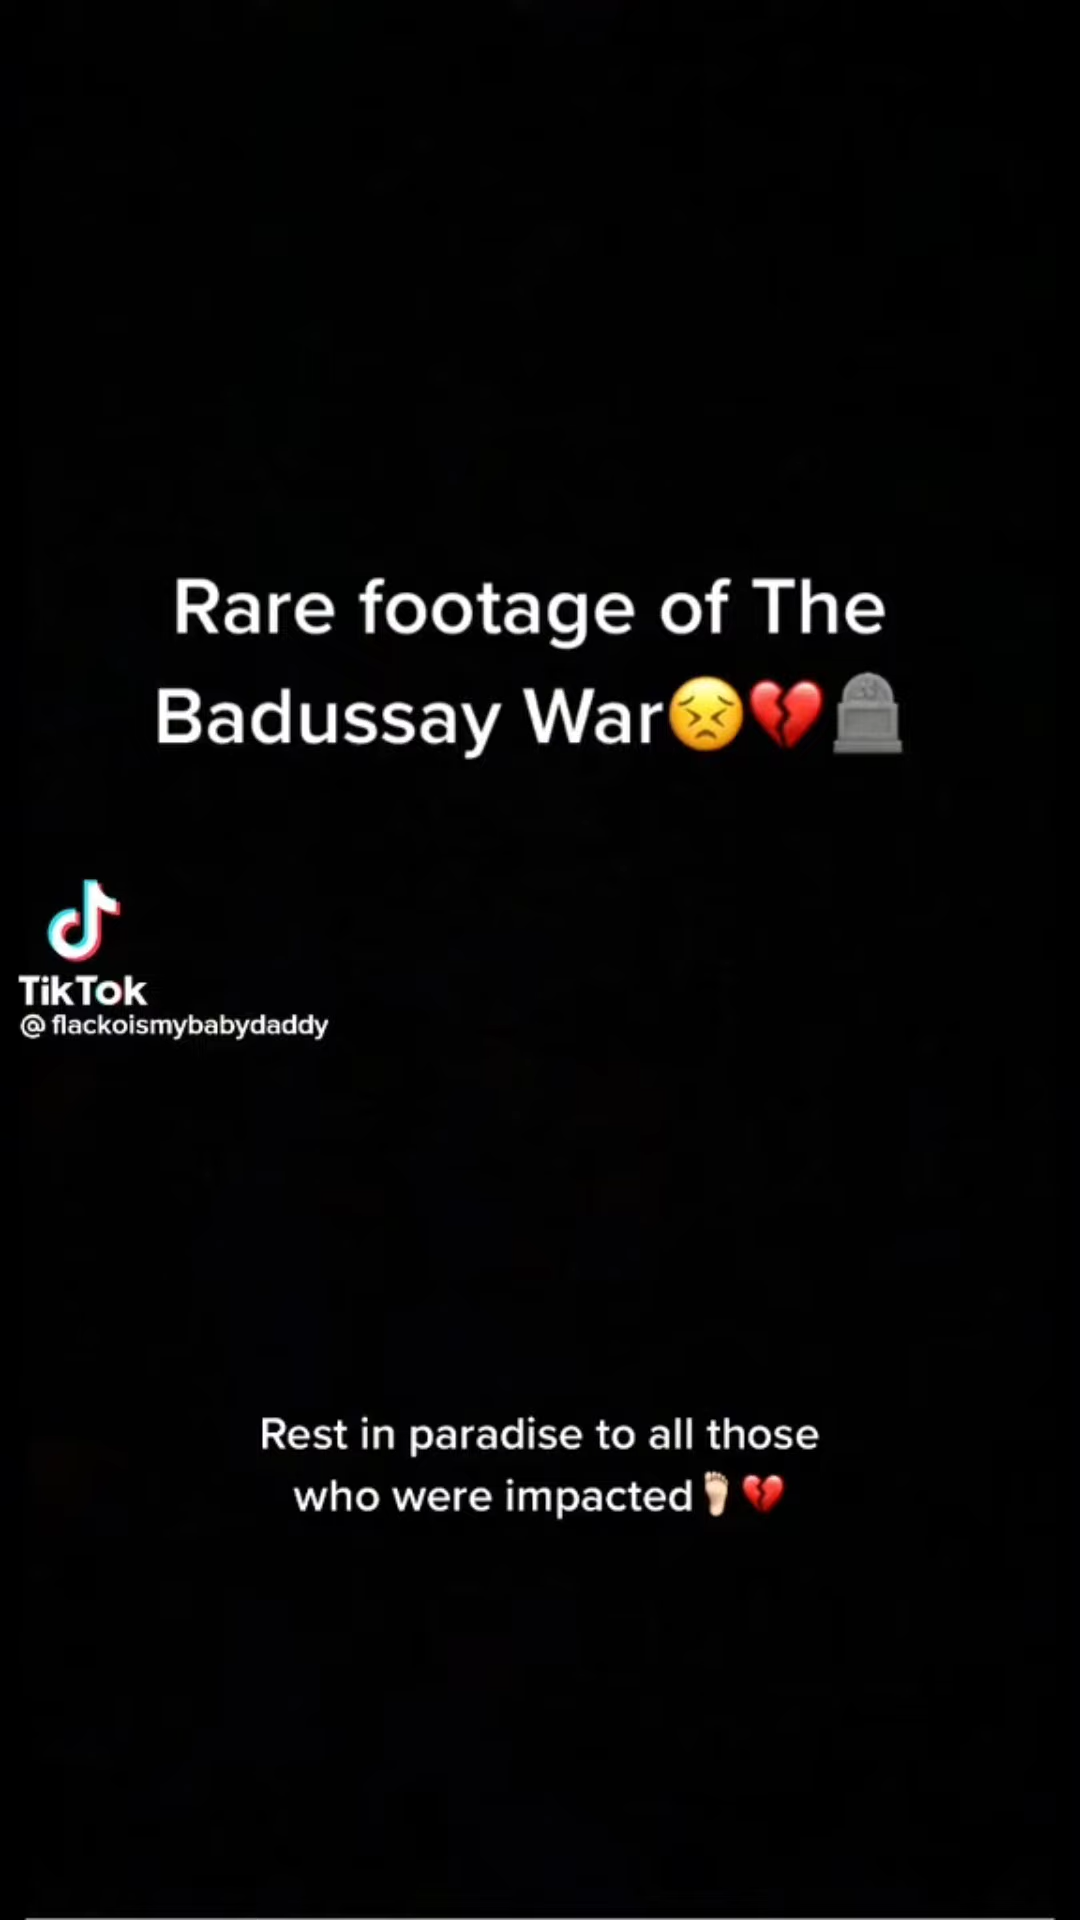 Rare footage of The
Badussay War😣💔🪦
TikTok
@ flackoismybabydaddy
Rest in paradise to all those
who were impacted🦶🏼💔